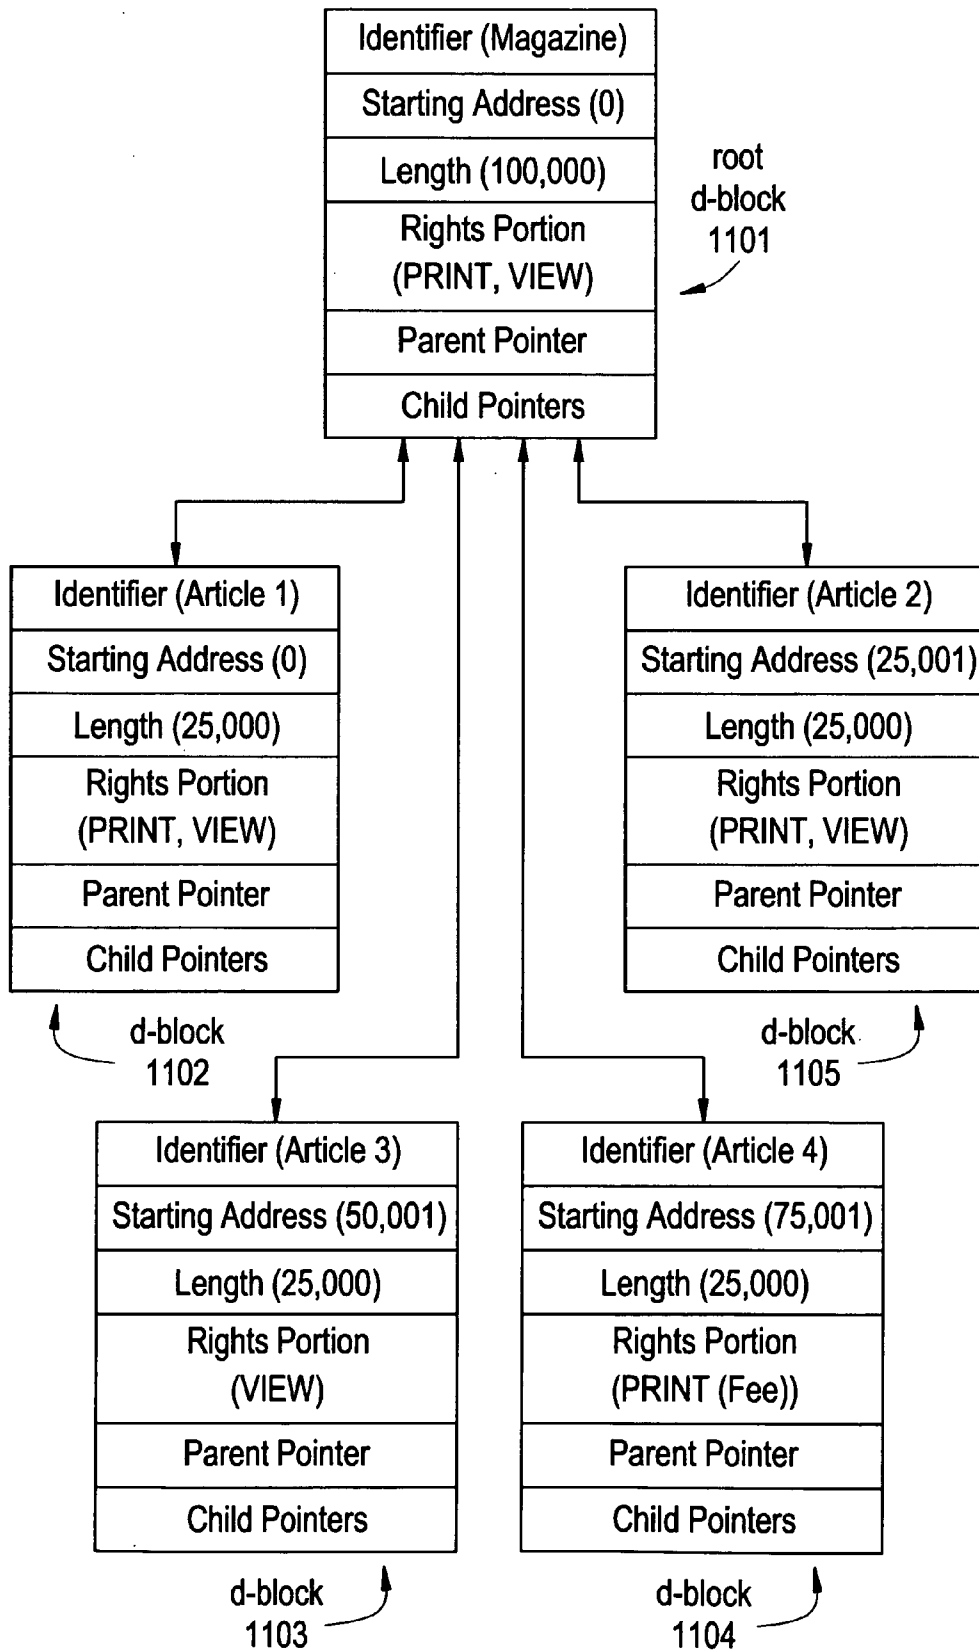 Identifier (Magazine)
Starting Address (0)
Length (100,000)
Rights Portion
(PRINT, VIEW)
Parent Pointer
Child Pointers
root
d-block
1101
Identifier (Article 1)
Starting Address (0)
Length (25,000)
Rights Portion
(PRINT, VIEW)
Parent Pointer
Child Pointers
d-block
1102
Identifier (Article 2)
Starting Address (25,001)
Length (25,000)
Rights Portion
(PRINT, VIEW)
Parent Pointer
Child Pointers
d-block
1105
Identifier (Article 3)
Starting Address (50,001)
Length (25,000)
Rights Portion
(VIEW)
Parent Pointer
Child Pointers
d-block
1103
Identifier (Article 4)
Starting Address (75,001)
Length (25,000)
Rights Portion
(PRINT (Fee))
Parent Pointer
Child Pointers
d-block
1104